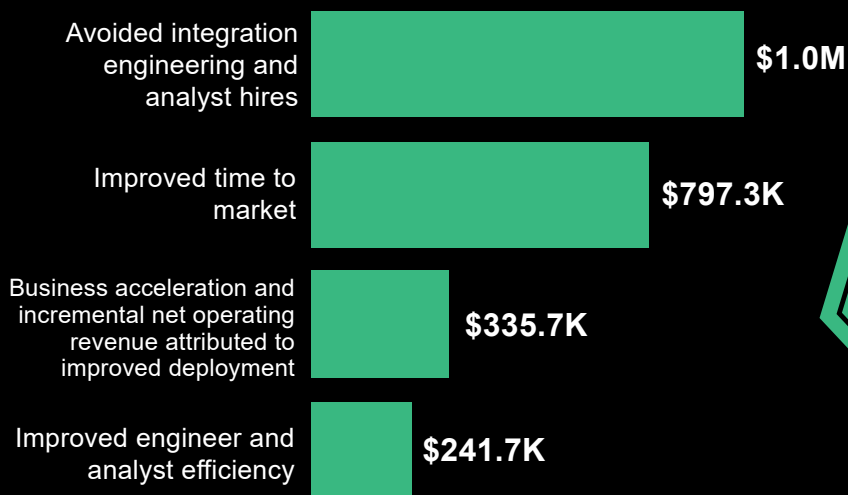 Avoided integration
engineering and
analyst hires
$1.0M
Improved time to
market
$797.3K
Business acceleration and
incremental net operating
revenue attributed to
improved deployment
$335.7K
Improved engineer and
analyst efficiency
$241.7K